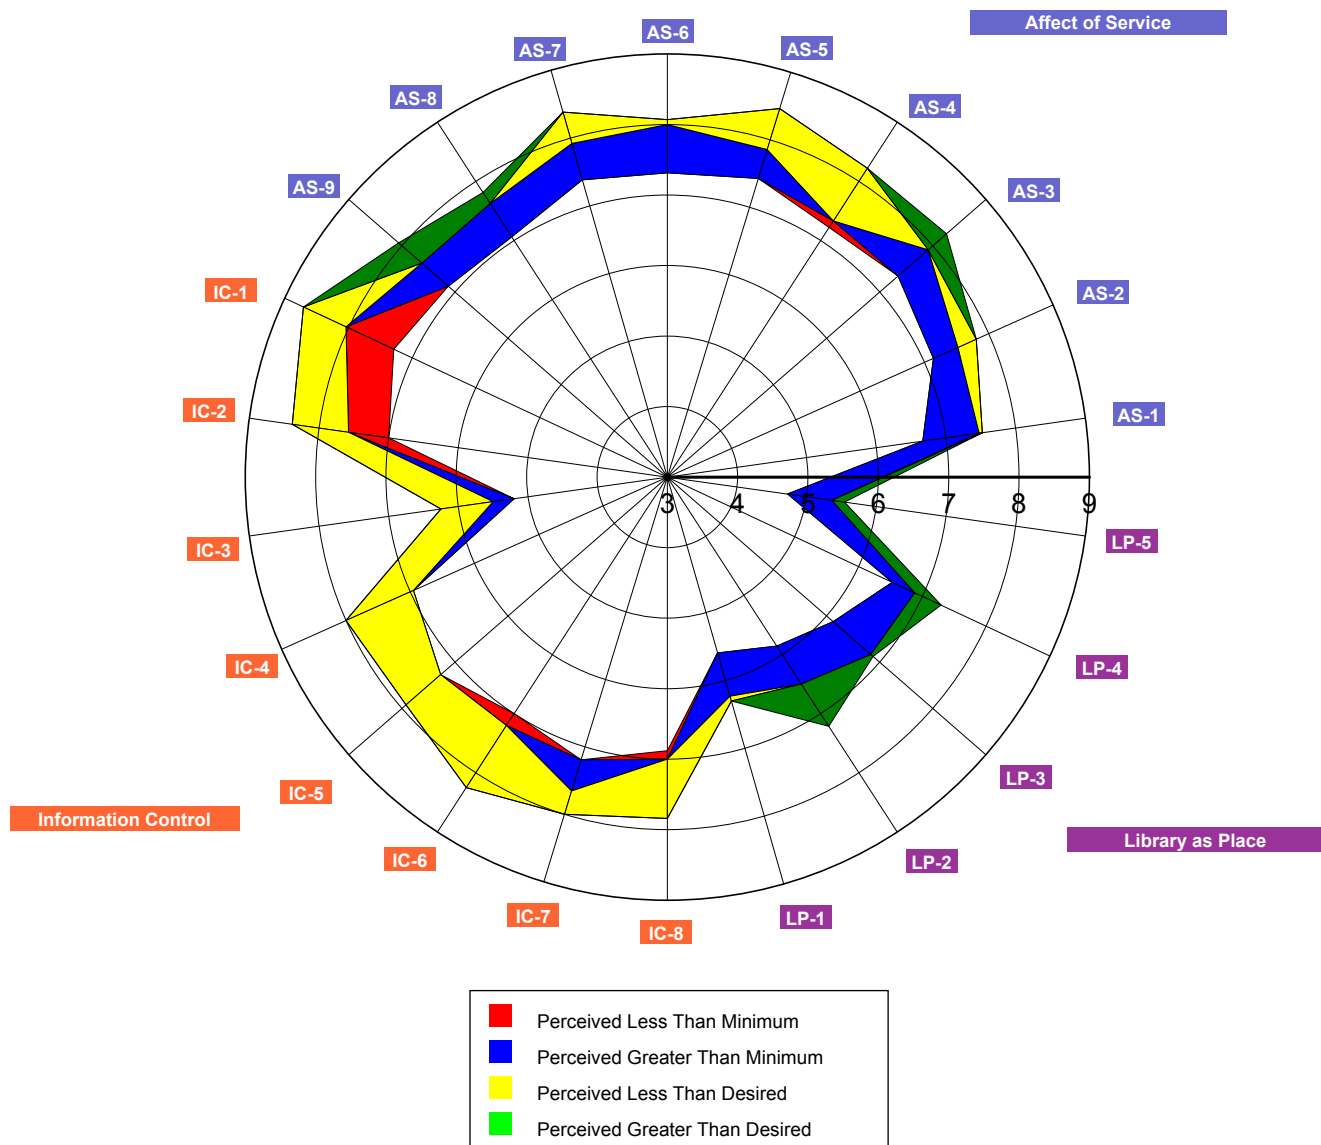 Affect of Service
AS-6
AS-7
AS-5
AS-8
AS-4
AS-9
AS-3
IC-1
AS-2
IC-2
AS-1
3 4 5 6 7 8 9
IC-3
LP-5
IC-4
LP-4
IC-5
LP-3
Information Control
Library as Place
IC-6
LP-2
IC-7
LP-1
IC-8
Perceived Less Than Minimum
Perceived Greater Than Minimum
Perceived Less Than Desired
Perceived Greater Than Desired